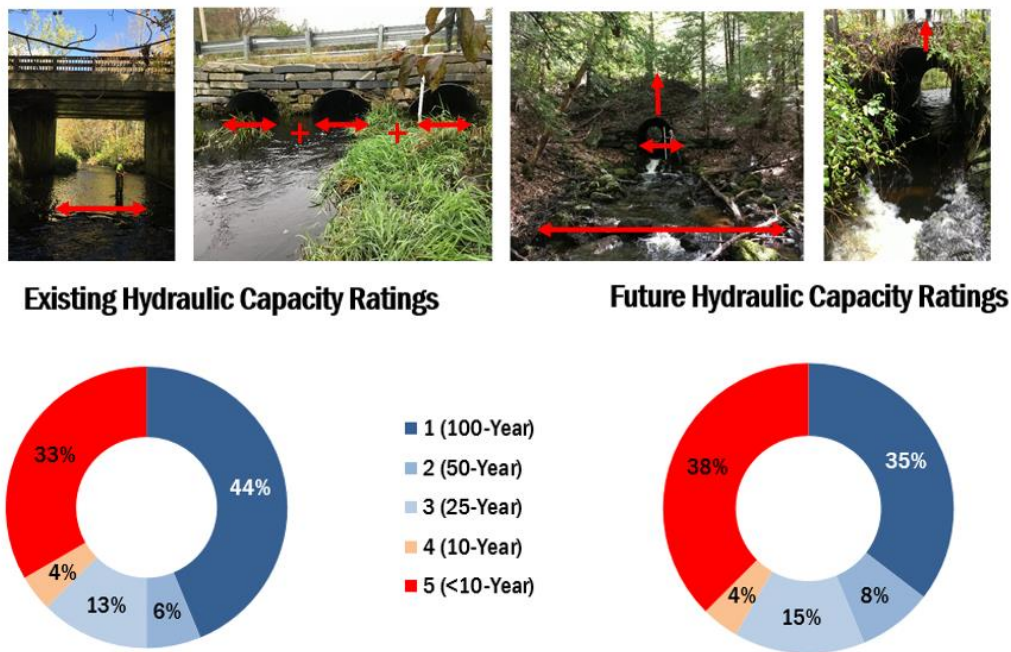 Existing Hydraulic Capacity Ratings
Future Hydraulic Capacity Ratings
33%
44%
4%
13%
6%
1 (100-Year)
2 (50-Year)
3 (25-Year)
4 (10-Year)
5 (<10-Year)
38%
35%
4%
15%
8%